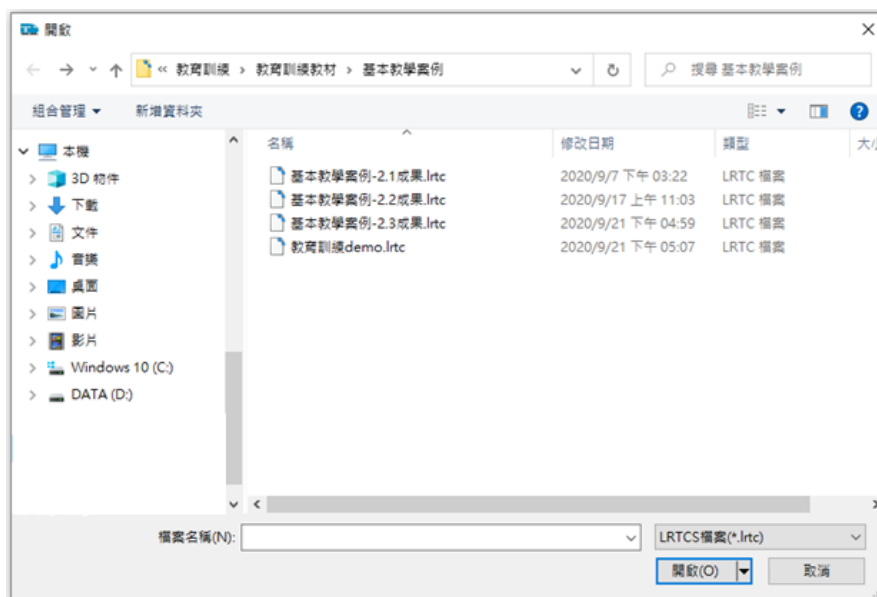 開啟
« 教育訓練 › 教育訓練教材 › 基本教學案例
搜尋 基本教學案例
組合管理
新增資料夾
本機
3D 物件
下載
文件
音樂
桌面
圖片
影片
Windows 10 (C:)
DATA (D:)
名稱 修改日期 類型
基本教學案例-2.1成果.lrtc 2020/9/7 下午 03:22 LRTC 檔案
基本教學案例-2.2成果.lrtc 2020/9/17 上午 11:03 LRTC 檔案
基本教學案例-2.3成果.lrtc 2020/9/21 下午 04:59 LRTC 檔案
教育訓練demo.lrtc 2020/9/21 下午 05:07 LRTC 檔案
檔案名稱(N):
LRTCS檔案(*.lrtc)
開啟(O)
取消